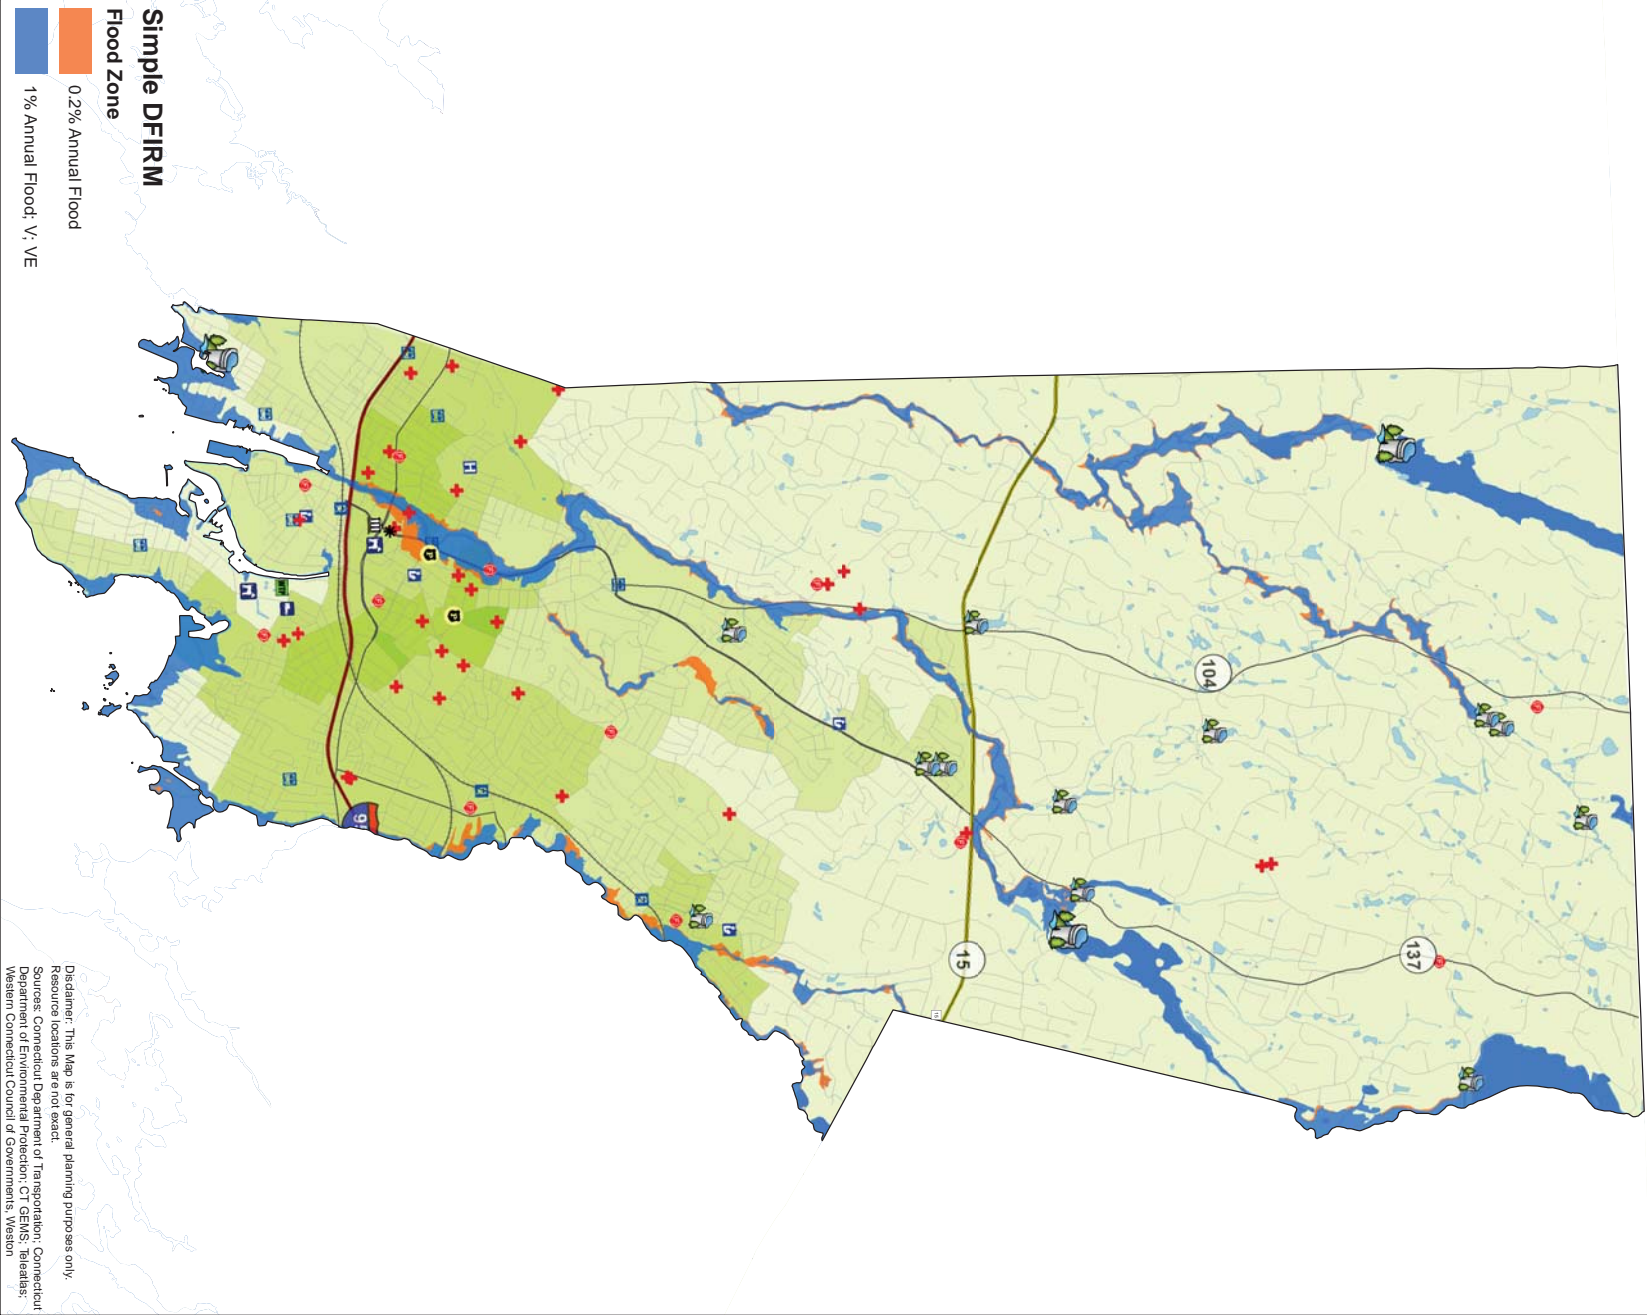 Simple DFIRM
Flood Zone
0.2% Annual Flood
1% Annual Flood; V; VE
104
137
15
95
H
Disclaimer: This Map is for general planning purposes only.
Resource locations are not exact.
Sources: Connecticut Department of Transportation; Connecticut
Department of Environmental Protection; CT GEMS; Teleatlas;
Western Connecticut Council of Governments, Weston